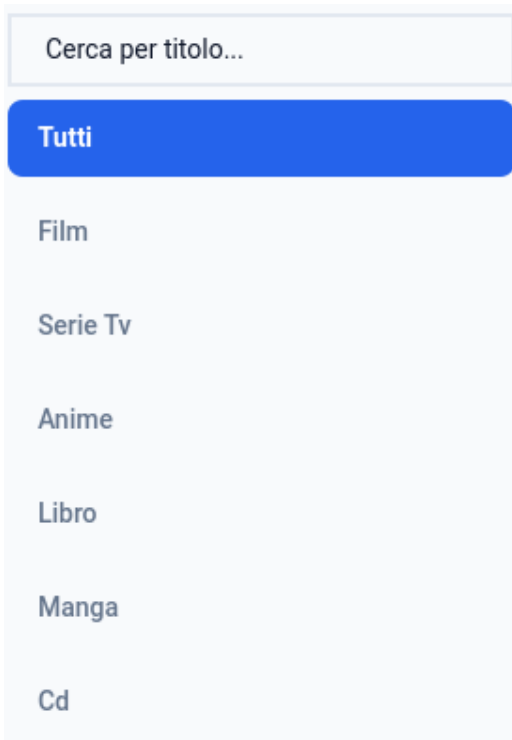 Cerca per titolo...
Tutti
Film
Serie Tv
Anime
Libro
Manga
Cd